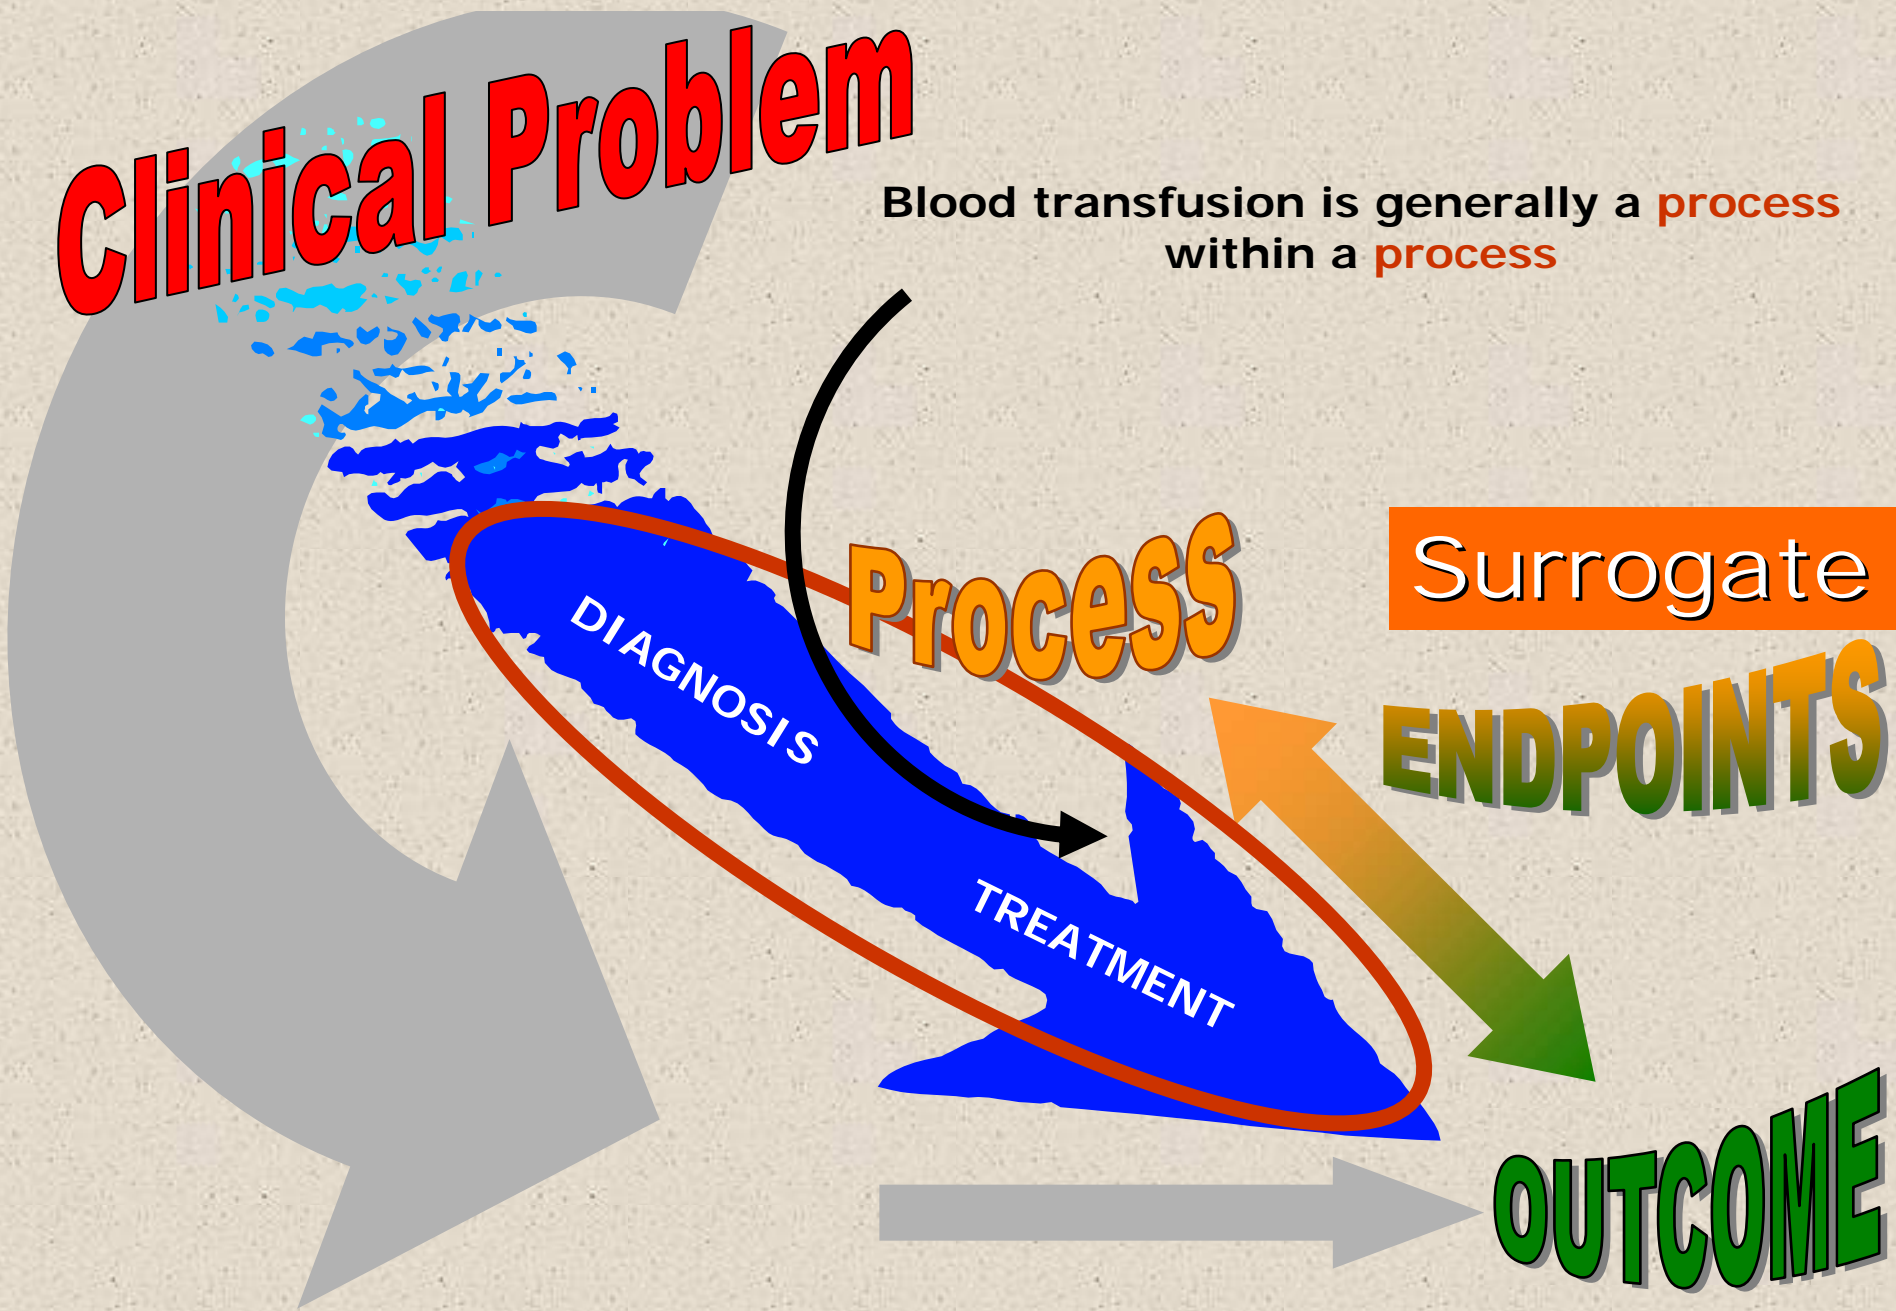 Clinical Problem
Blood transfusion is generally a process
within a process
Process
Surrogate
ENDPOINTS
DIAGNOSIS
TREATMENT
OUTCOME